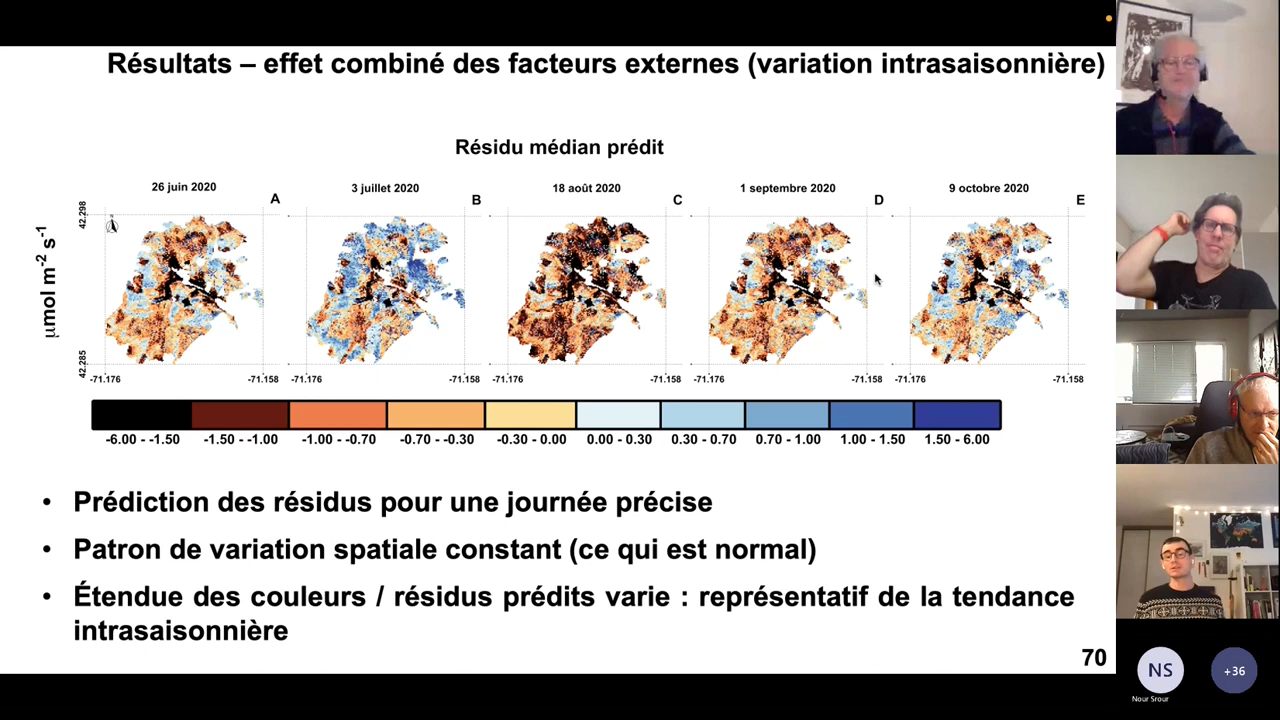 Résultats – effet combiné des facteurs externes (variation intrasaisonnière)
Résidu médian prédit
26 juin 2020
A
3 juillet 2020
B
18 août 2020
C
1 septembre 2020
D
9 octobre 2020
E
42.298
42.285
μmol m-2 s-1
-71.176
-71.158
-71.176
-71.158
-71.176
-71.158
-71.176
-71.158
-71.176
-71.158
-6.00 - -1.50
-1.50 - -1.00
-1.00 - -0.70
-0.70 - -0.30
-0.30 - 0.00
0.00 - 0.30
0.30 - 0.70
0.70 - 1.00
1.00 - 1.50
1.50 - 6.00
• Prédiction des résidus pour une journée précise
• Patron de variation spatiale constant (ce qui est normal)
• Étendue des couleurs / résidus prédits varie : représentatif de la tendance
intrasaisonnière
70
NS
Nour Srour
+36